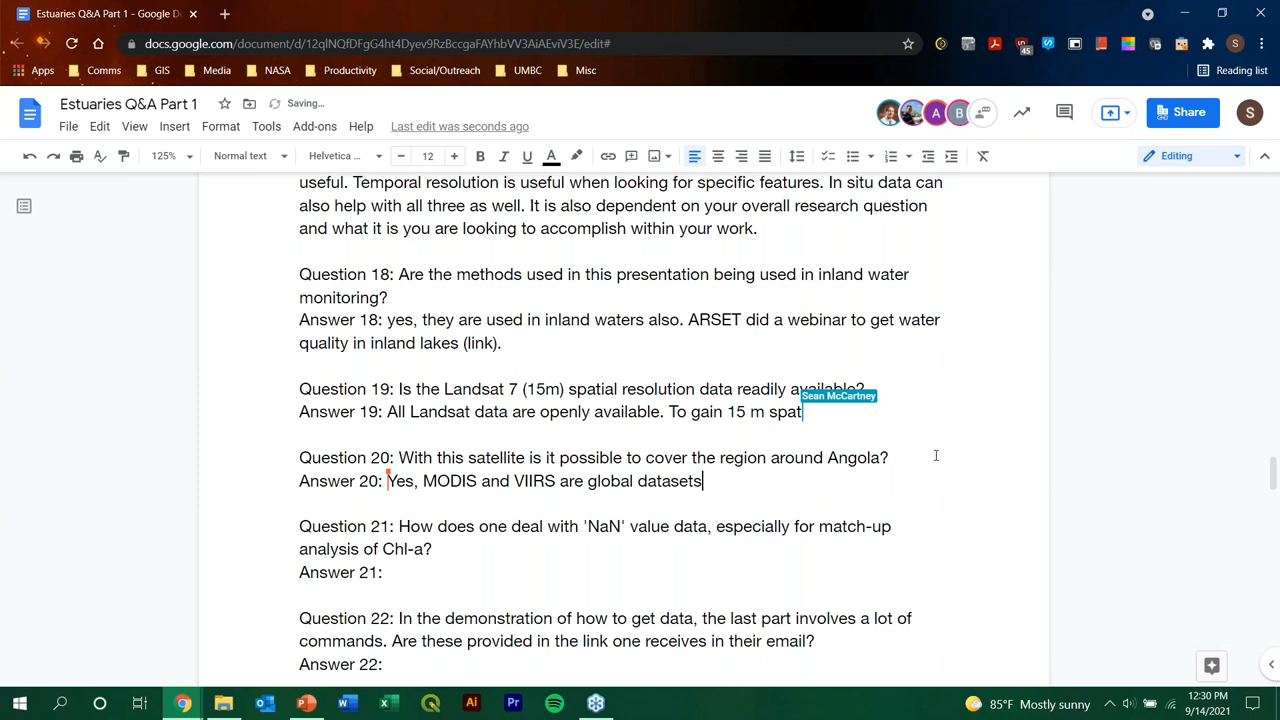 Estuaries Q&A Part 1 - Google D
docs.google.com/document/d/12qlNQfDFgG4ht4Dyev9RzBccgaFAYhbVV3AiAEviV3E/edit#
45
S
Apps Comms GIS Media NASA Productivity Social/Outreach UMBC Misc Reading list
Estuaries Q&A Part 1 Saving...
A B Share S
File Edit View Insert Format Tools Add-ons Help Last edit was seconds ago
125% Normal text Helvetica ... 12 B I U A Editing
useful. Temporal resolution is useful when looking for specific features. In situ data can
also help with all three as well. It is also dependent on your overall research question
and what it is you are looking to accomplish within your work.
Question 18: Are the methods used in this presentation being used in inland water
monitoring?
Answer 18: yes, they are used in inland waters also. ARSET did a webinar to get water
quality in inland lakes (link).
Question 19: Is the Landsat 7 (15m) spatial resolution data readily available?
Sean McCartney
Answer 19: All Landsat data are openly available. To gain 15 m spat
Question 20: With this satellite is it possible to cover the region around Angola?
Answer 20: Yes, MODIS and VIIRS are global datasets
Question 21: How does one deal with 'NaN' value data, especially for match-up
analysis of Chl-a?
Answer 21:
Question 22: In the demonstration of how to get data, the last part involves a lot of
commands. Are these provided in the link one receives in their email?
Answer 22:
Ai Pr 85°F Mostly sunny 12:30 PM
9/14/2021